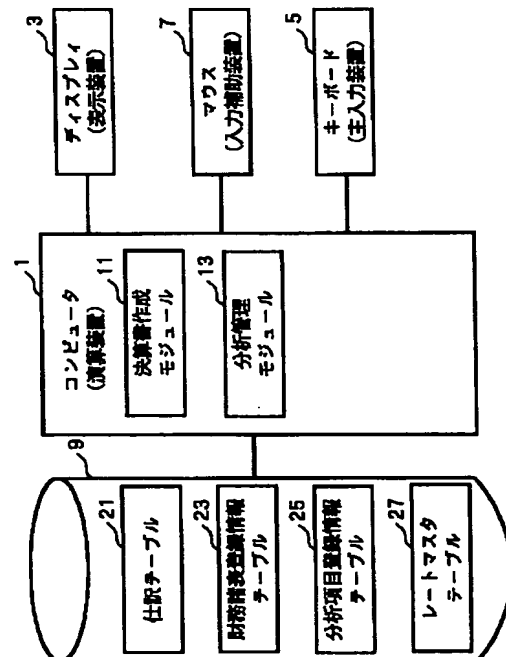 1
コンピュータ
(演算装置)
11
決算書作成
モジュール
13
分析管理
モジュール
3
ディスプレイ
(表示装置)
7
マウス
(入力補助装置)
5
キーボード
(主入力装置)
9
21
仕訳テーブル
23
財務諸表登録情報
テーブル
25
分析項目登録情報
テーブル
27
レートマスタ
テーブル